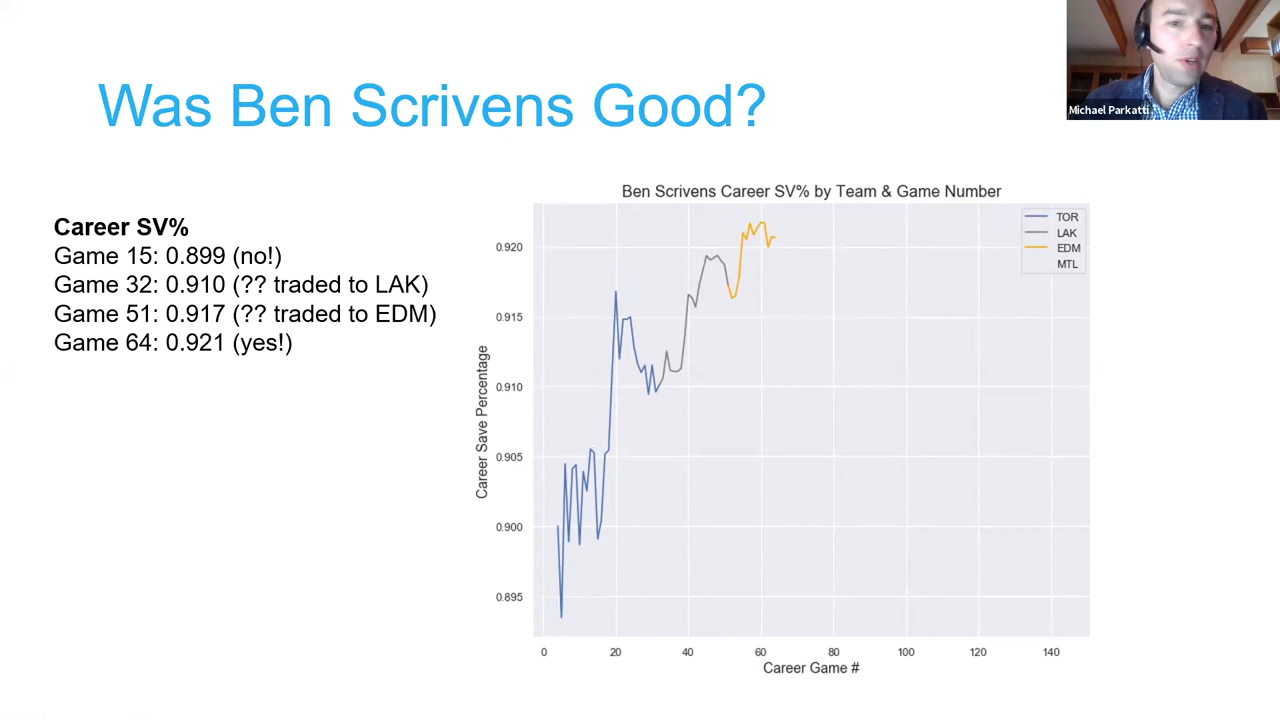 Was Ben Scrivens Good?
Michael Parkatti
Career SV%
Game 15: 0.899 (no!)
Game 32: 0.910 (?? traded to LAK)
Game 51: 0.917 (?? traded to EDM)
Game 64: 0.921 (yes!)
Ben Scrivens Career SV% by Team & Game Number
TOR
LAK
EDM
MTL
Career Save Percentage
0.920
0.915
0.910
0.905
0.900
0.895
0 20 40 60 80 100 120 140
Career Game #